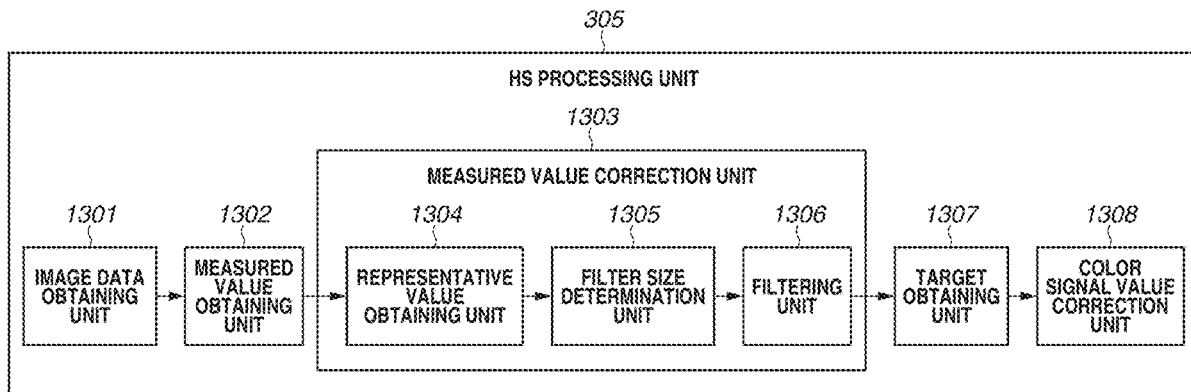 305
HS PROCESSING UNIT
1303
MEASURED VALUE CORRECTION UNIT
1301
1302
1304
1305
1306
1307
1308
IMAGE DATA
OBTAINING
UNIT
MEASURED
VALUE
OBTAINING
UNIT
REPRESENTATIVE
VALUE
OBTAINING UNIT
FILTER SIZE
DETERMINATION
UNIT
FILTERING
UNIT
TARGET
OBTAINING
UNIT
COLOR
SIGNAL VALUE
CORRECTION
UNIT